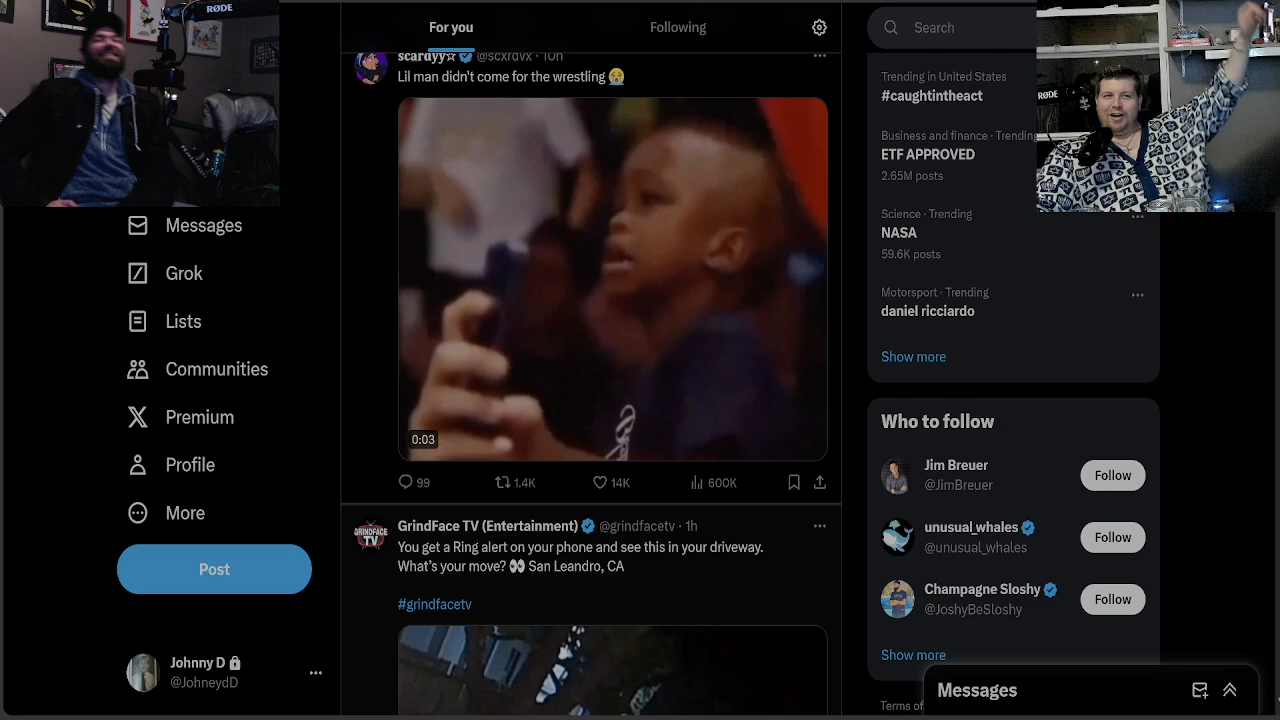 RØDE
Messages
Grok
Lists
Communities
Premium
Profile
More
Post
Johnny D
@JohneydD
For you
Following
scardyy☆ @scxrdvx · 10h
Lil man didn't come for the wrestling 😭
0:03
99
1.4K
14K
600K
GRINDFACE
TV
GrindFace TV (Entertainment) @grindfacetv · 1h
You get a Ring alert on your phone and see this in your driveway.
What's your move? 👀 San Leandro, CA
#grindfacetv
Search
RØDE
Trending in United States
#caughtintheact
Business and finance · Trending
ETF APPROVED
2.65M posts
Science · Trending
NASA
59.6K posts
Motorsport · Trending
daniel ricciardo
Show more
Who to follow
Jim Breuer
@JimBreuer
Follow
unusual_whales
@unusual_whales
Follow
Champagne Sloshy
@JoshyBeSloshy
Follow
Show more
Messages
Terms of